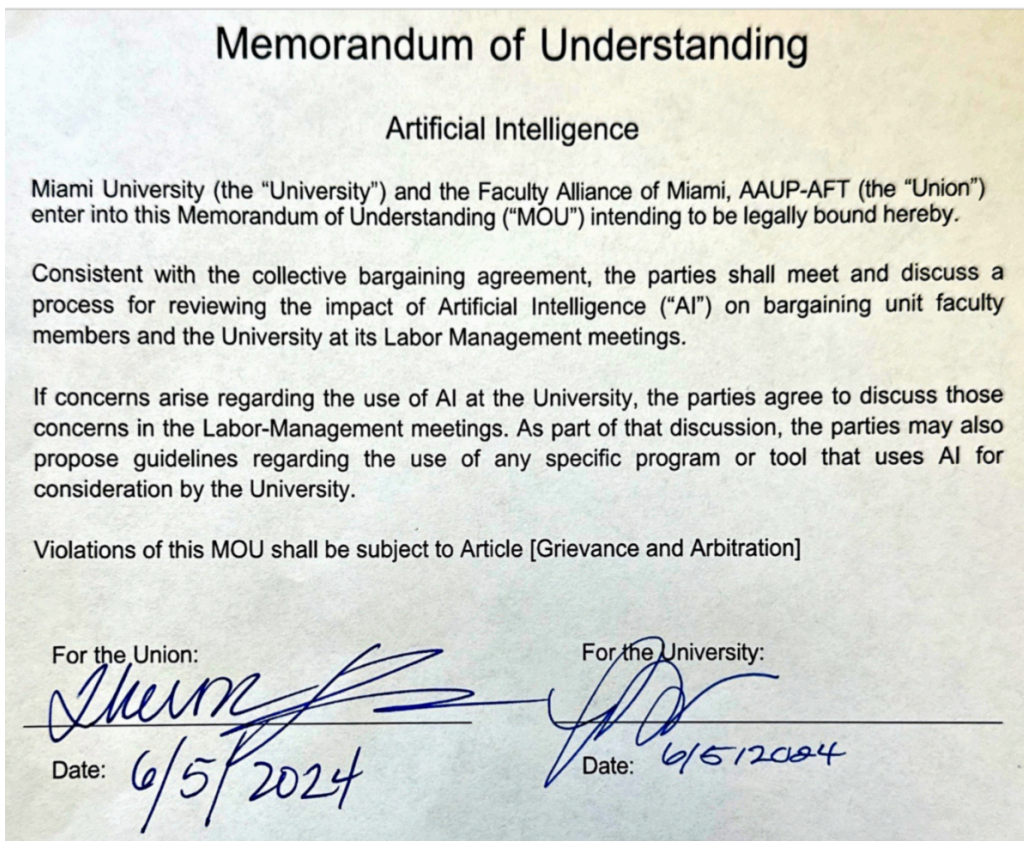 Memorandum of Understanding
Artificial Intelligence
Miami University (the “University”) and the Faculty Alliance of Miami, AAUP-AFT (the “Union”)
enter into this Memorandum of Understanding (“MOU”) intending to be legally bound hereby.
Consistent with the collective bargaining agreement, the parties shall meet and discuss a
process for reviewing the impact of Artificial Intelligence (“AI”) on bargaining unit faculty
members and the University at its Labor Management meetings.
If concerns arise regarding the use of AI at the University, the parties agree to discuss those
concerns in the Labor-Management meetings. As part of that discussion, the parties may also
propose guidelines regarding the use of any specific program or tool that uses AI for
consideration by the University.
Violations of this MOU shall be subject to Article [Grievance and Arbitration]
For the Union:
For the University:
Date: 6/5/2024
Date: 6/5/2024